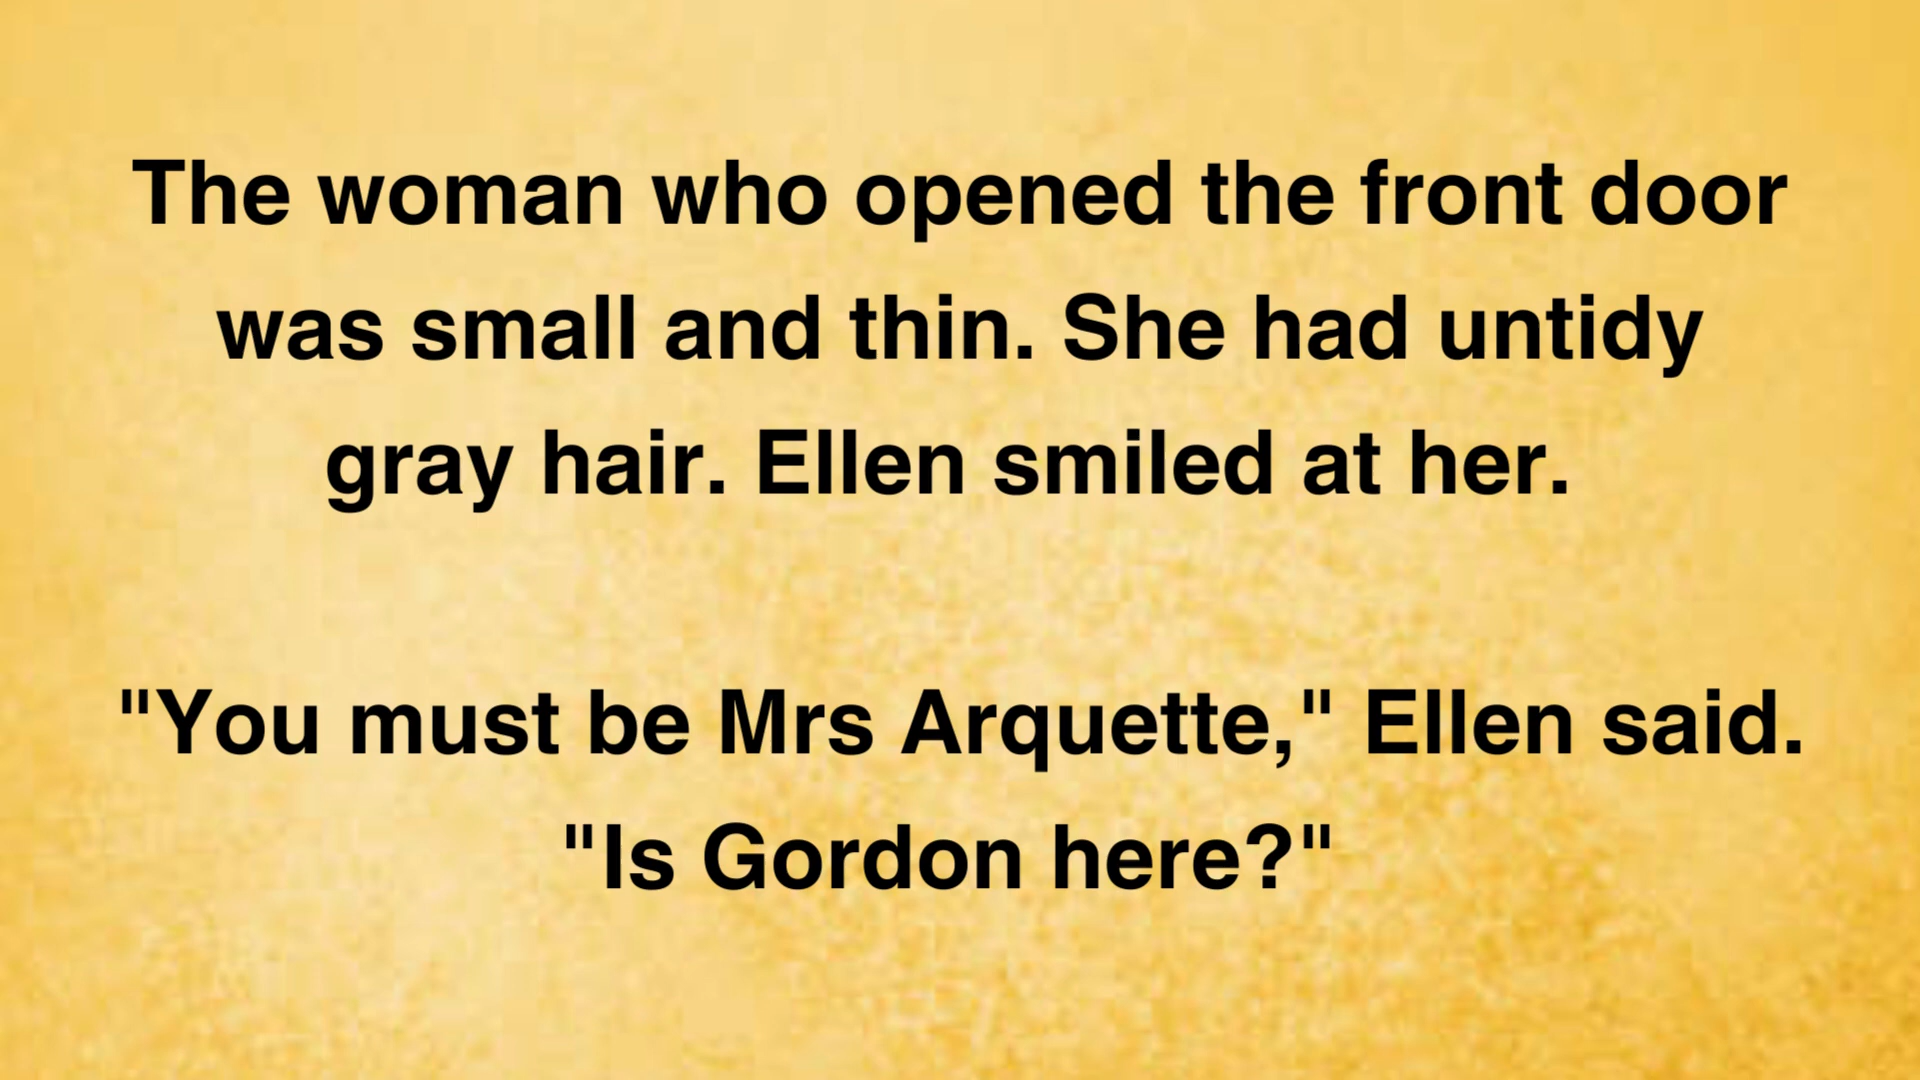 The woman who opened the front door
was small and thin. She had untidy
gray hair. Ellen smiled at her.
"You must be Mrs Arquette," Ellen said.
"Is Gordon here?"